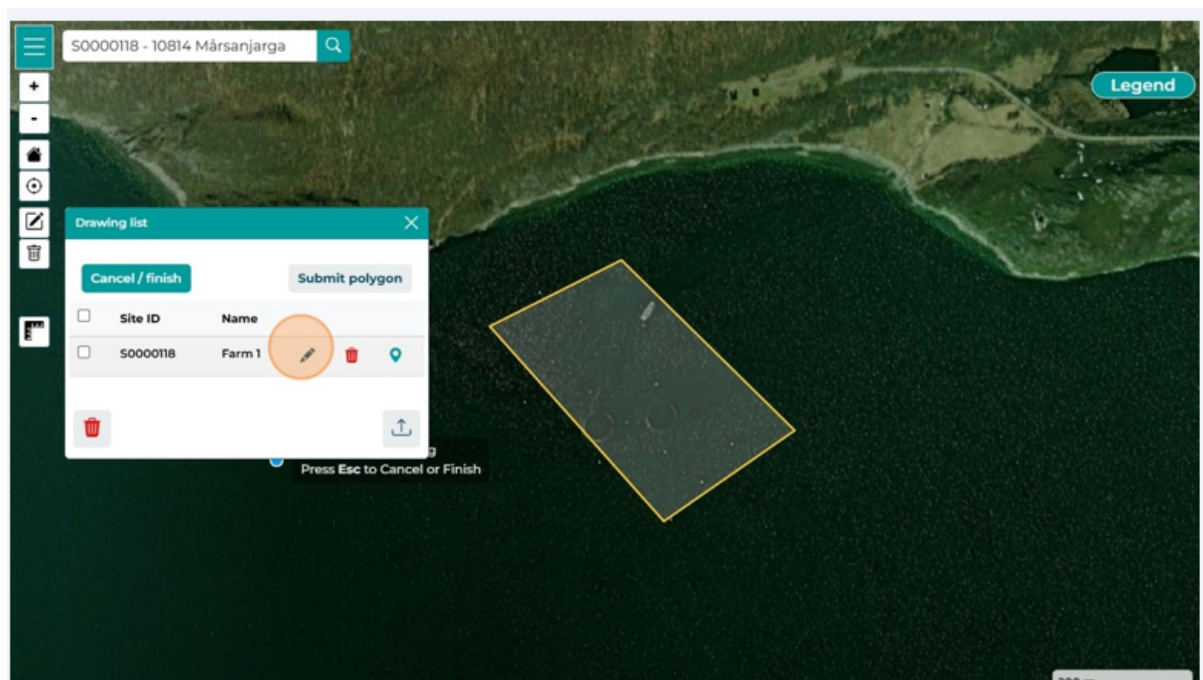 S0000118 - 10814 Mårsanjarga
Legend
+
-
Drawing list
Cancel / finish
Submit polygon
Site ID Name
S0000118 Farm 1
Press Esc to Cancel or Finish